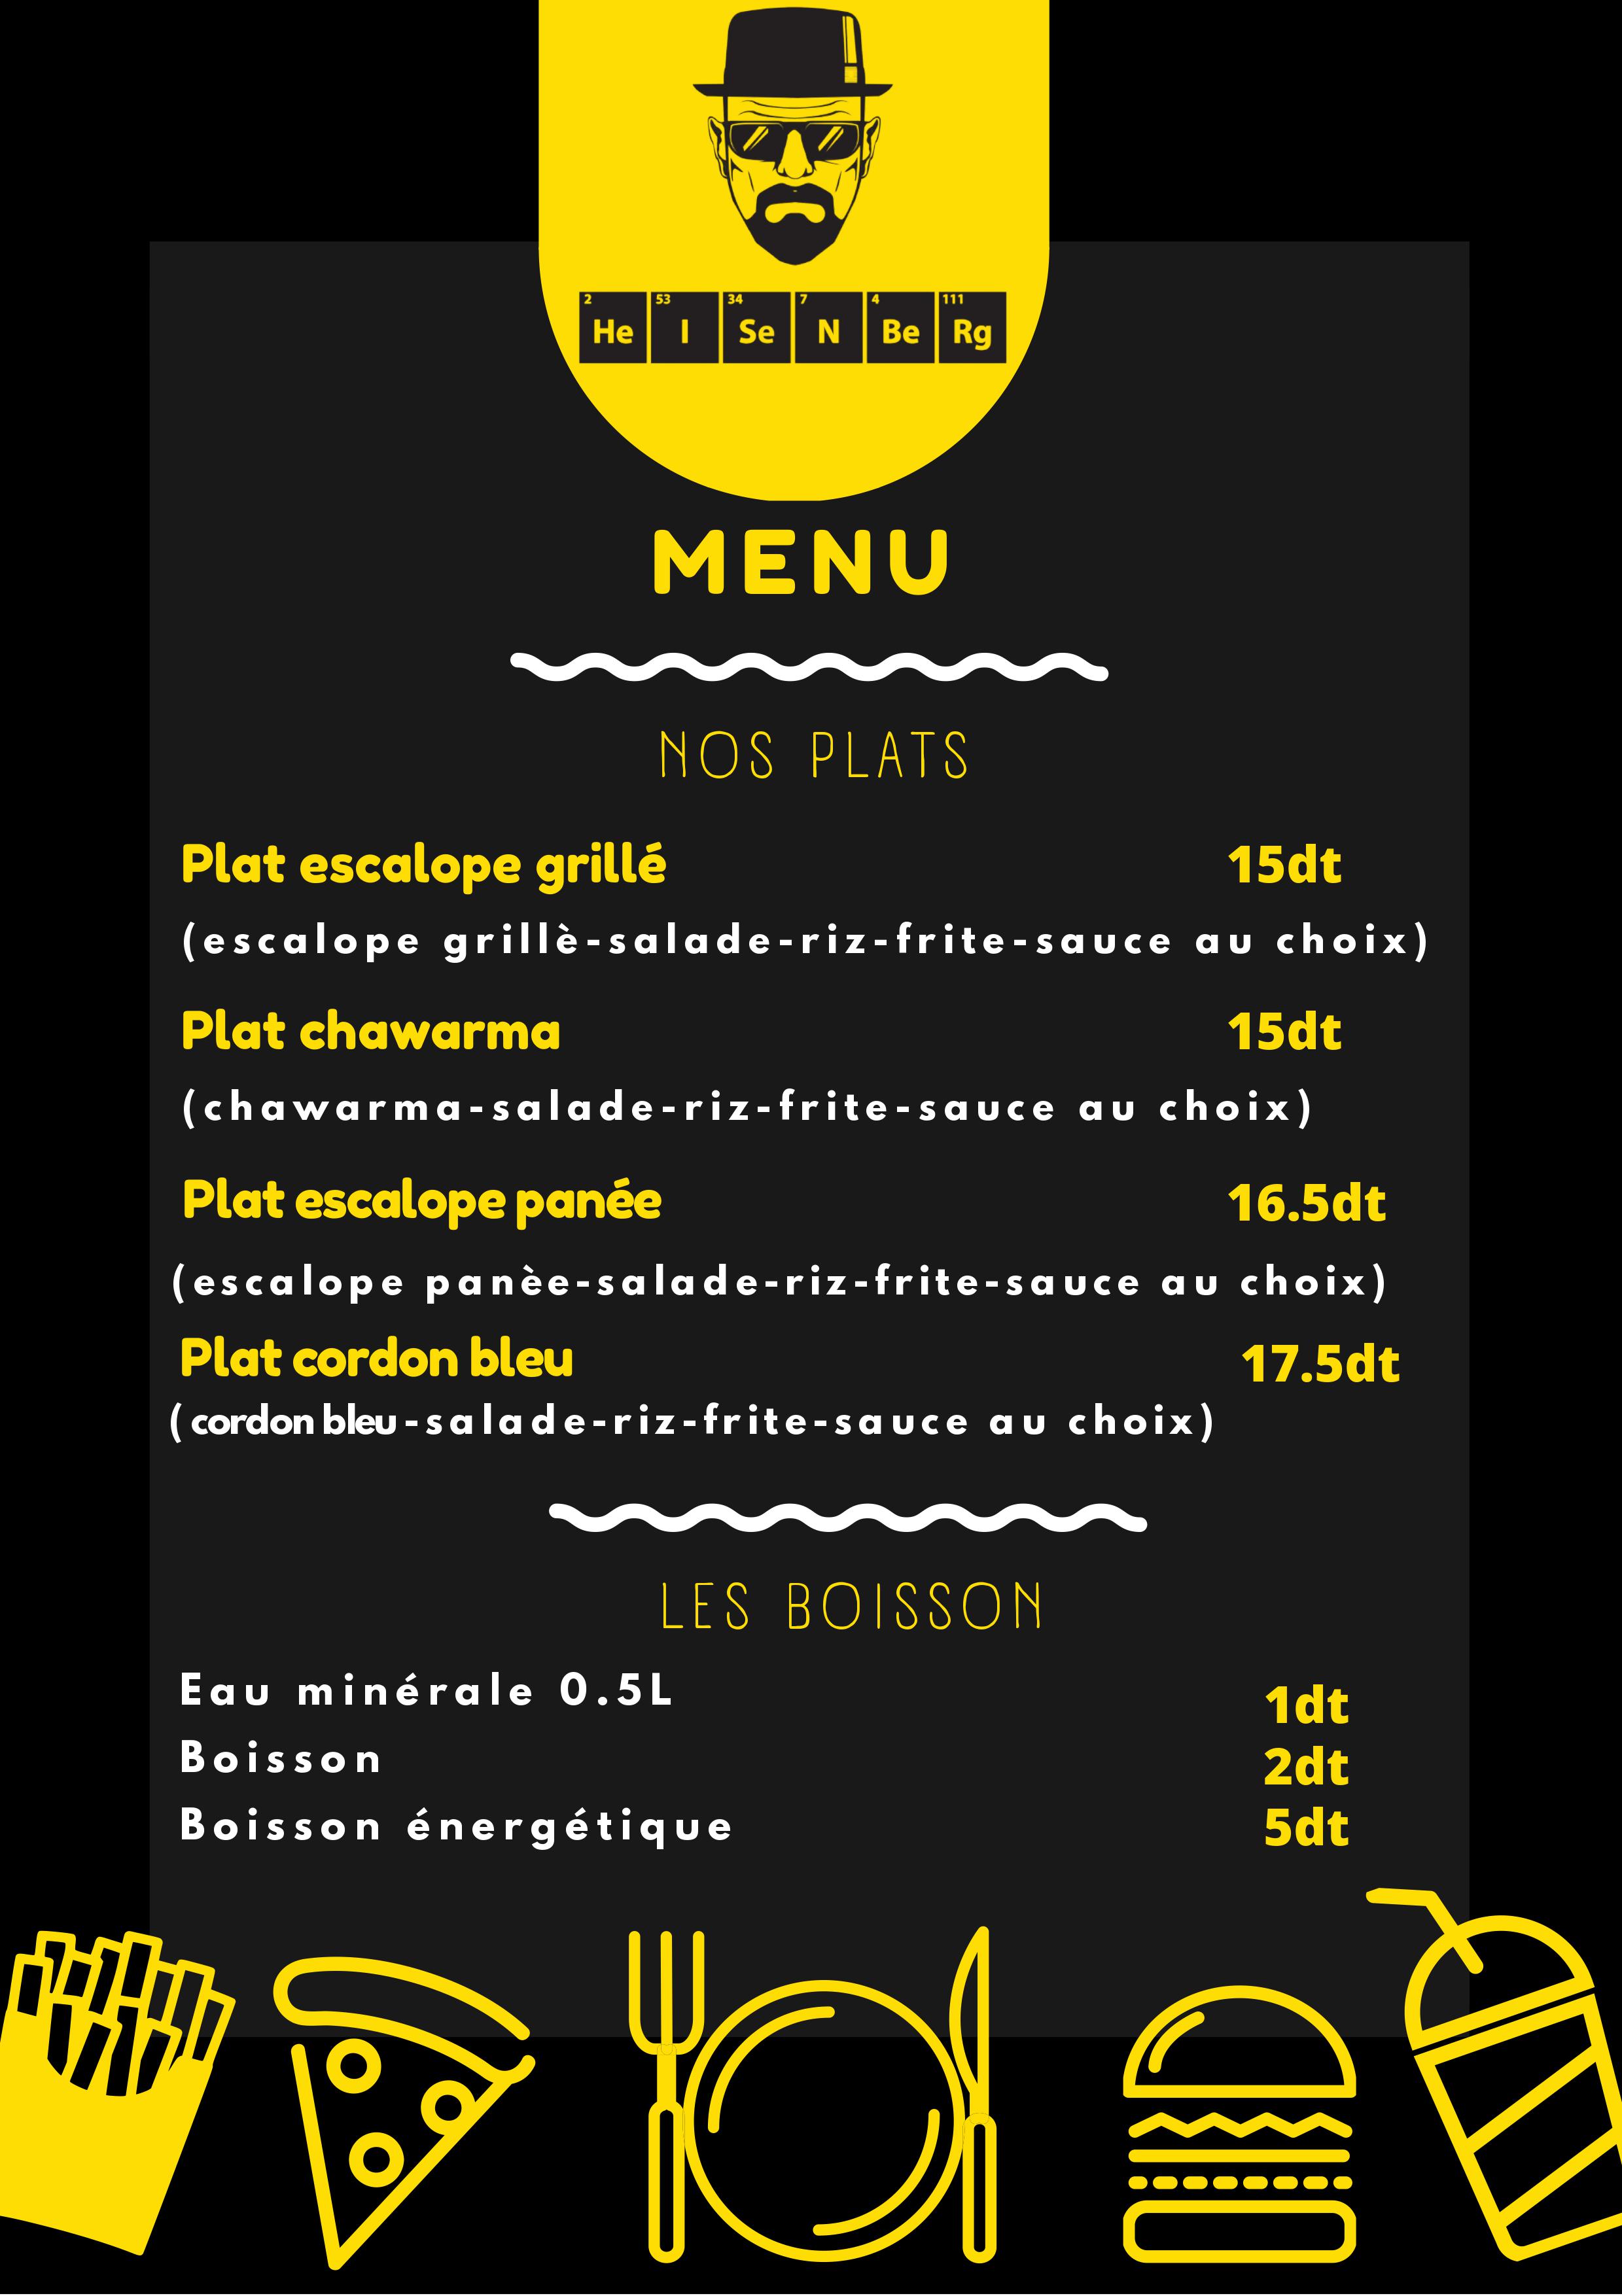 2 53 34 7 4 111
He I Se N Be Rg
MENU
NOS PLATS
Plat escalope grillé 15dt
(escalope grillè-salade-riz-frite-sauce au choix)
Plat chawarma 15dt
(chawarma-salade-riz-frite-sauce au choix)
Plat escalope panée 16.5dt
(escalope panèe-salade-riz-frite-sauce au choix)
Plat cordon bleu 17.5dt
(cordon bleu-salade-riz-frite-sauce au choix)
LES BOISSON
Eau minérale 0.5L 1dt
Boisson 2dt
Boisson énergétique 5dt